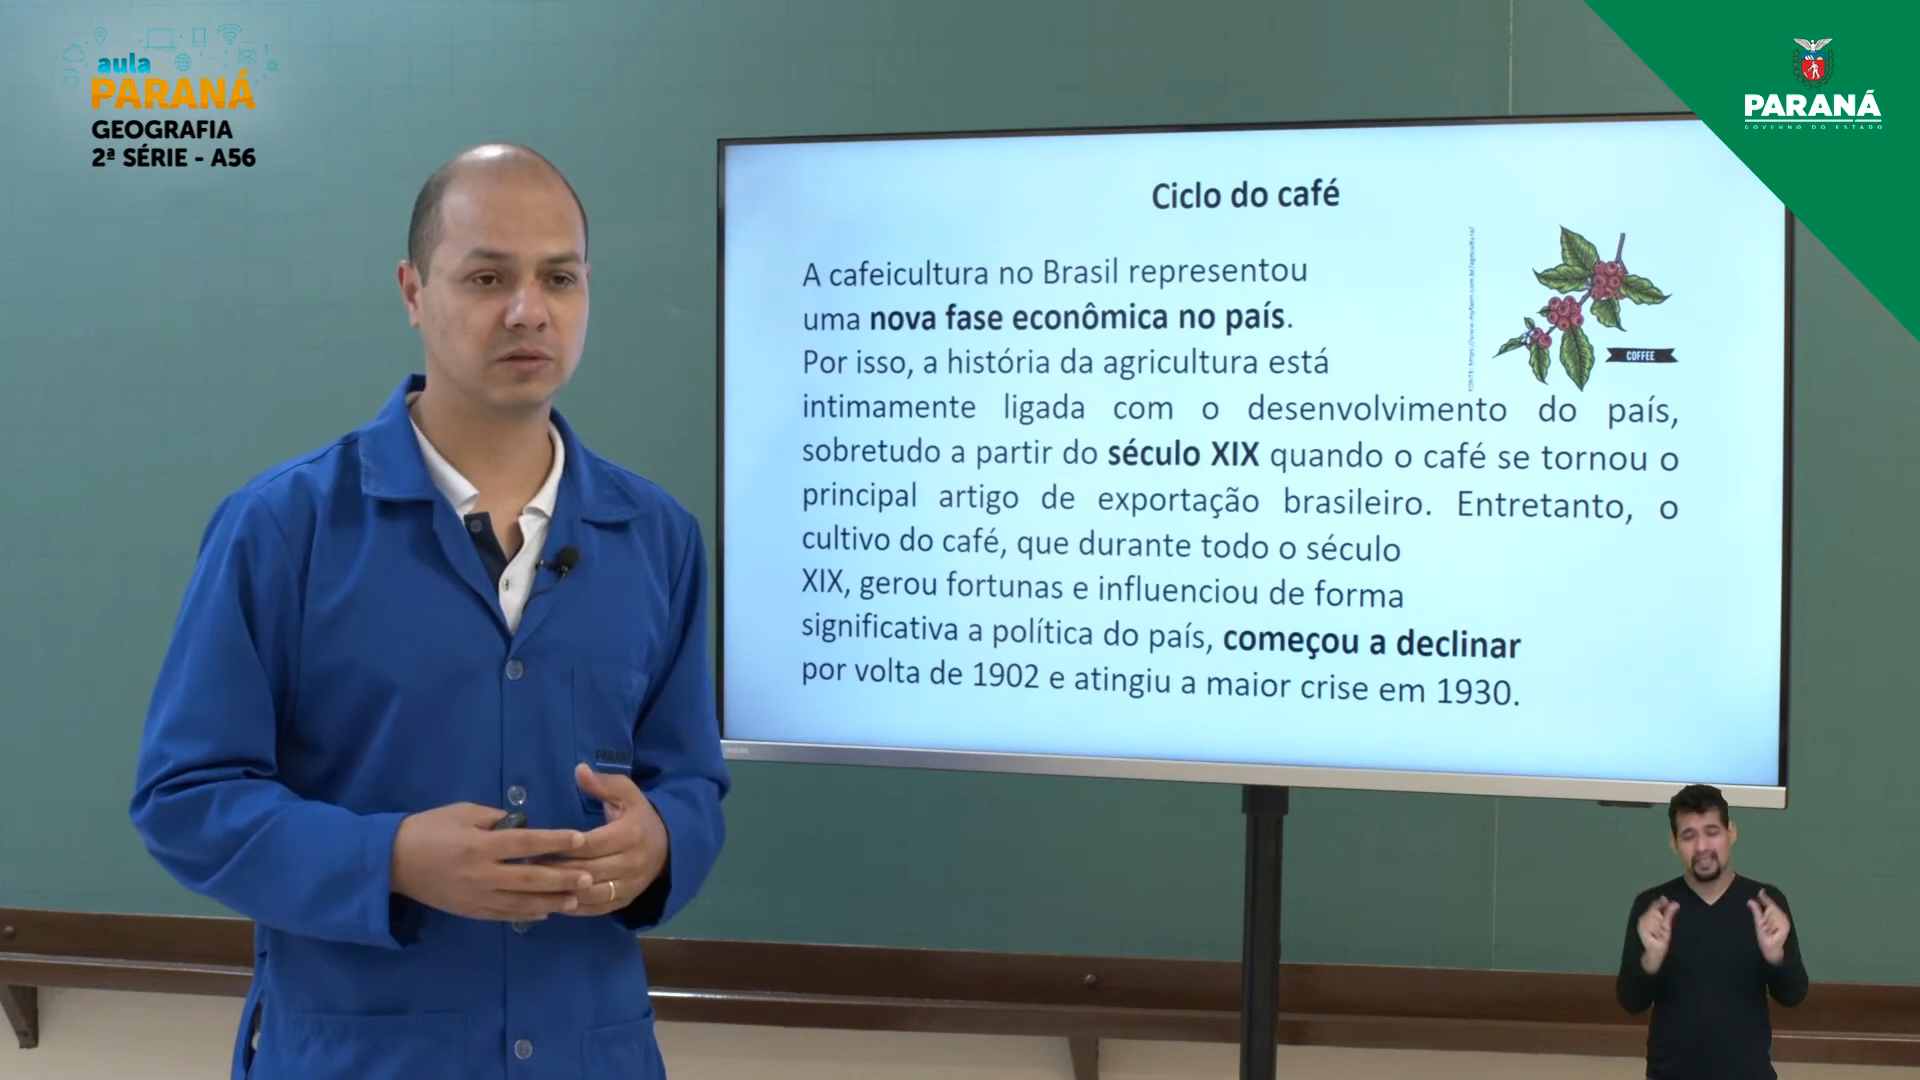 aula
PARANÁ
GEOGRAFIA
2ª SÉRIE - A56
PARANÁ
GOVERNO DO ESTADO
Ciclo do café
A cafeicultura no Brasil representou
uma nova fase econômica no país.
Por isso, a história da agricultura está
intimamente ligada com o desenvolvimento do país,
sobretudo a partir do século XIX quando o café se tornou o
principal artigo de exportação brasileiro. Entretanto, o
cultivo do café, que durante todo o século
XIX, gerou fortunas e influenciou de forma
significativa a política do país, começou a declinar
por volta de 1902 e atingiu a maior crise em 1930.
COFFEE
PARANÁ